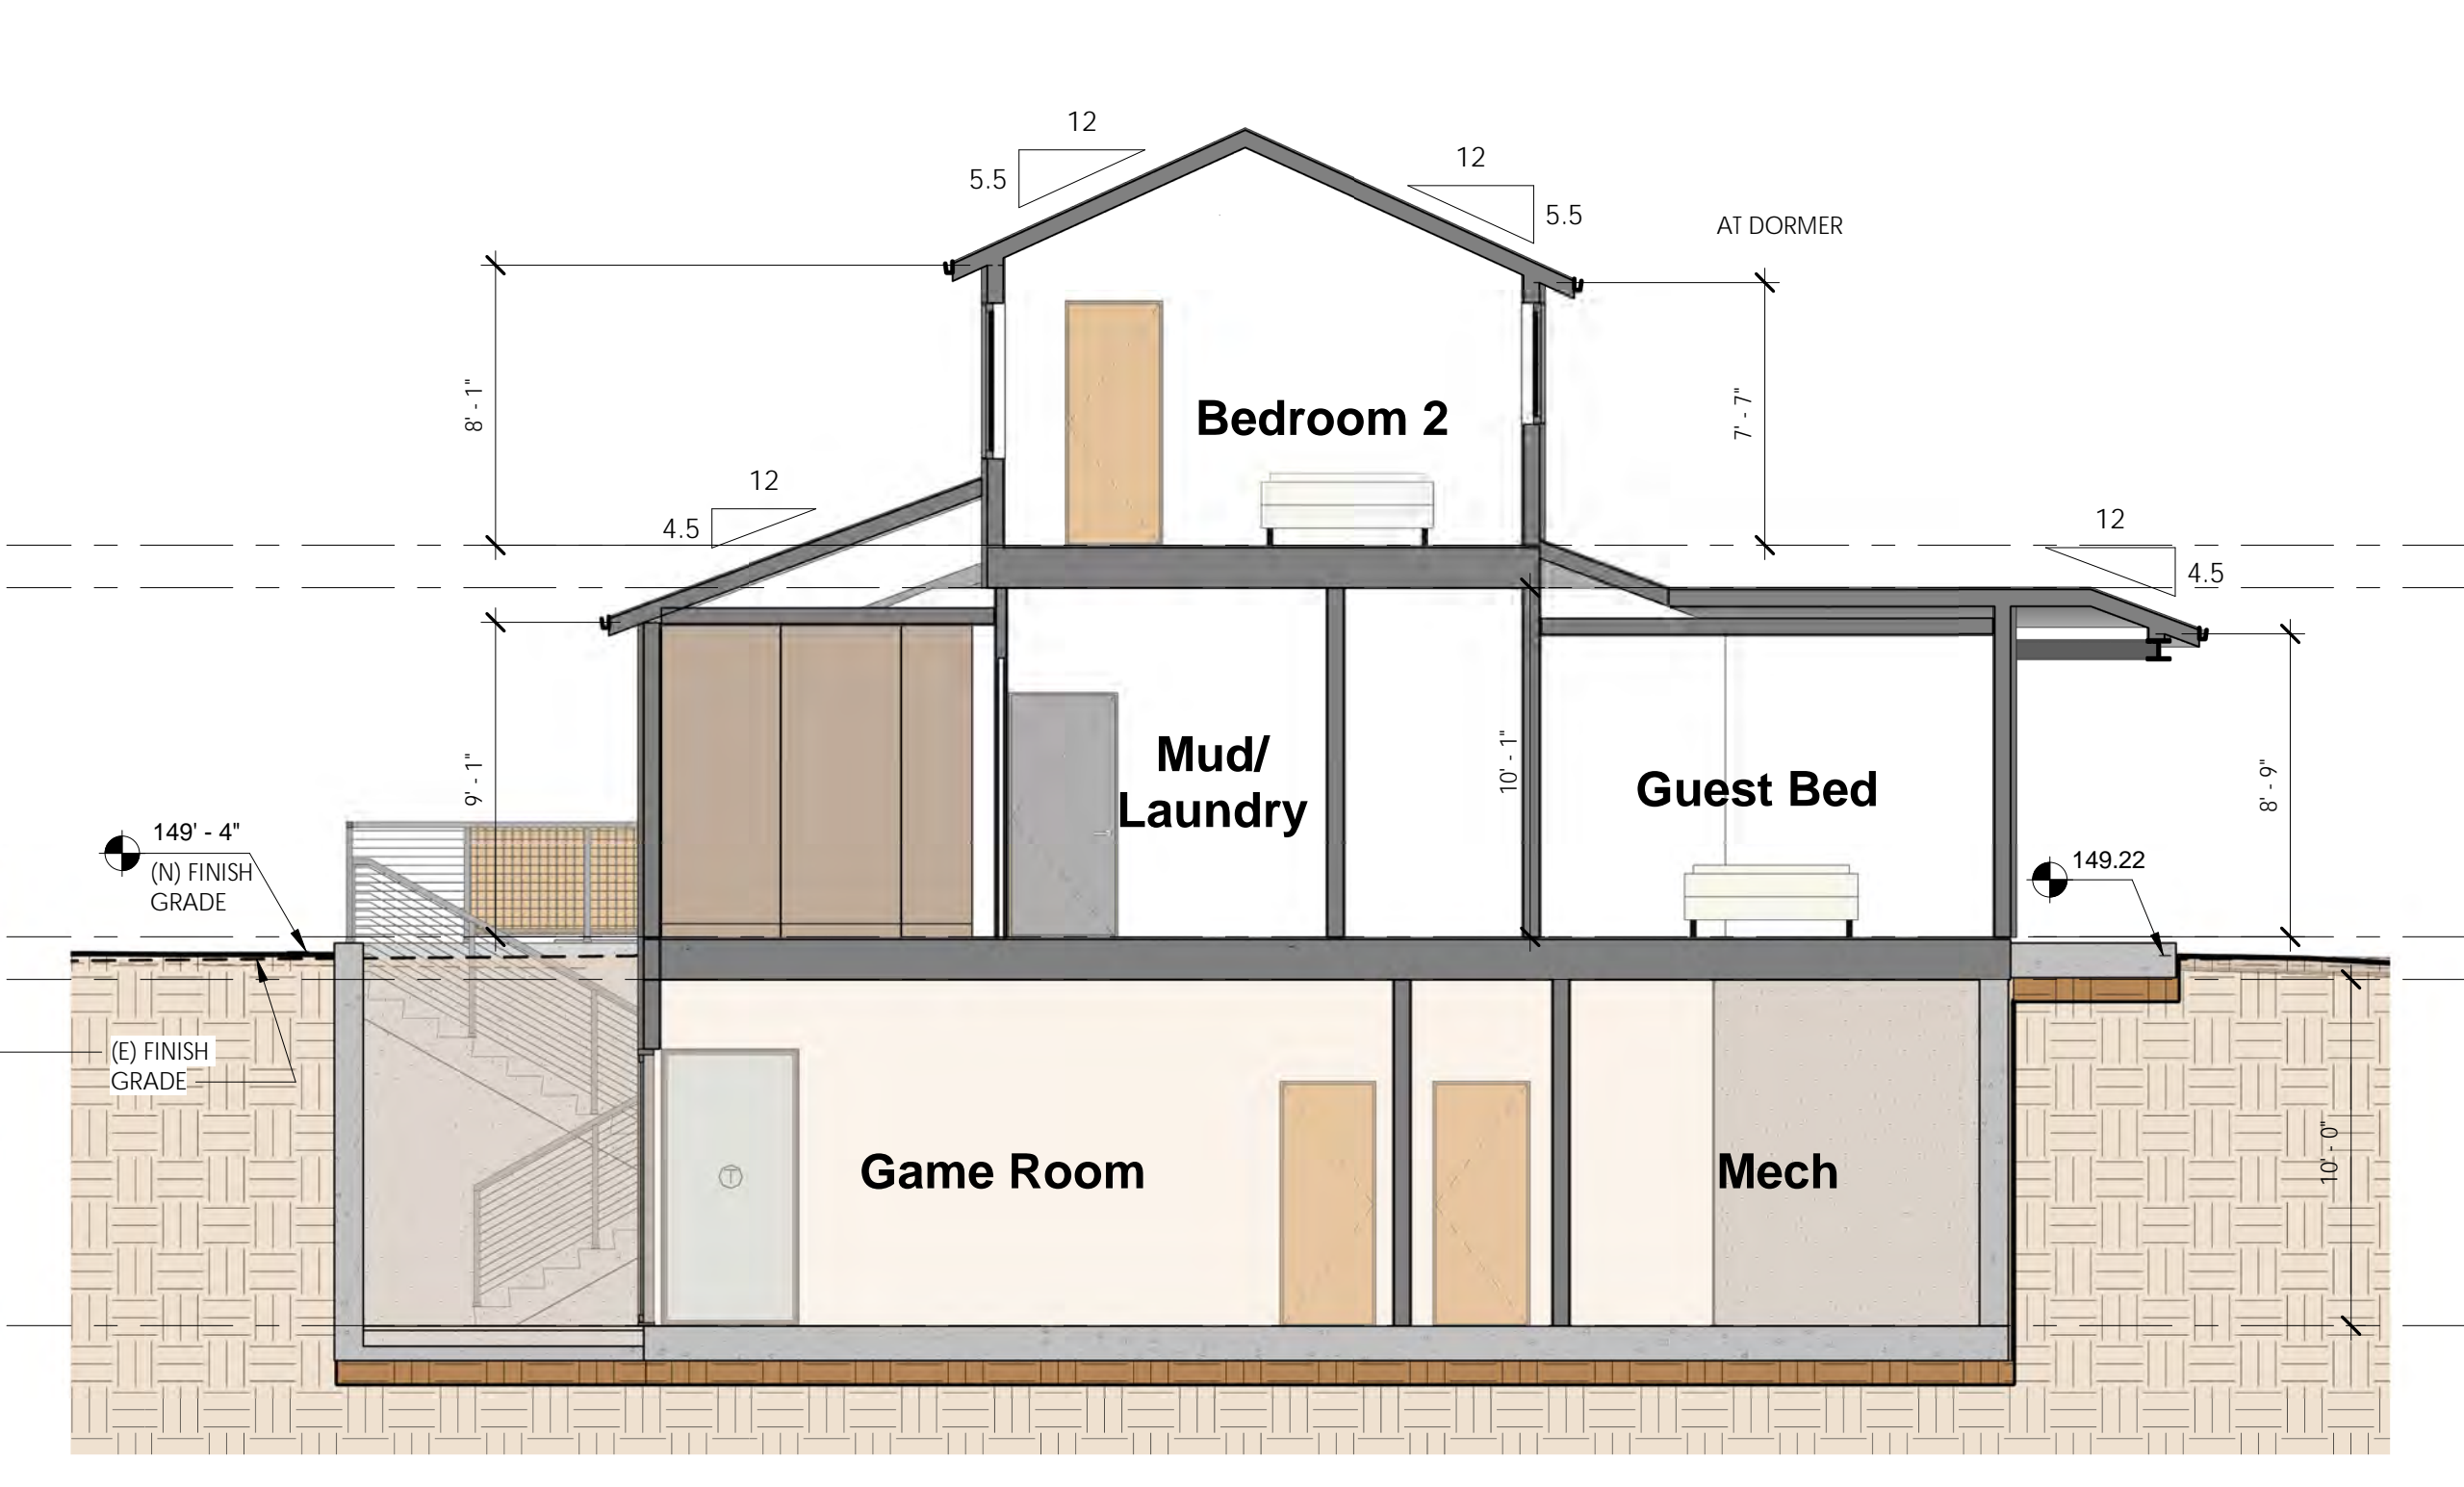 12
5.5
12
5.5
AT DORMER
8' - 1"
7' - 7"
Bedroom 2
12
4.5
12
4.5
Mud/
Laundry
10' - 1"
Guest Bed
9' - 1"
8' - 9"
149' - 4"
(N) FINISH
GRADE
149.22
(E) FINISH
GRADE
Game Room
T
Mech
10' - 0"